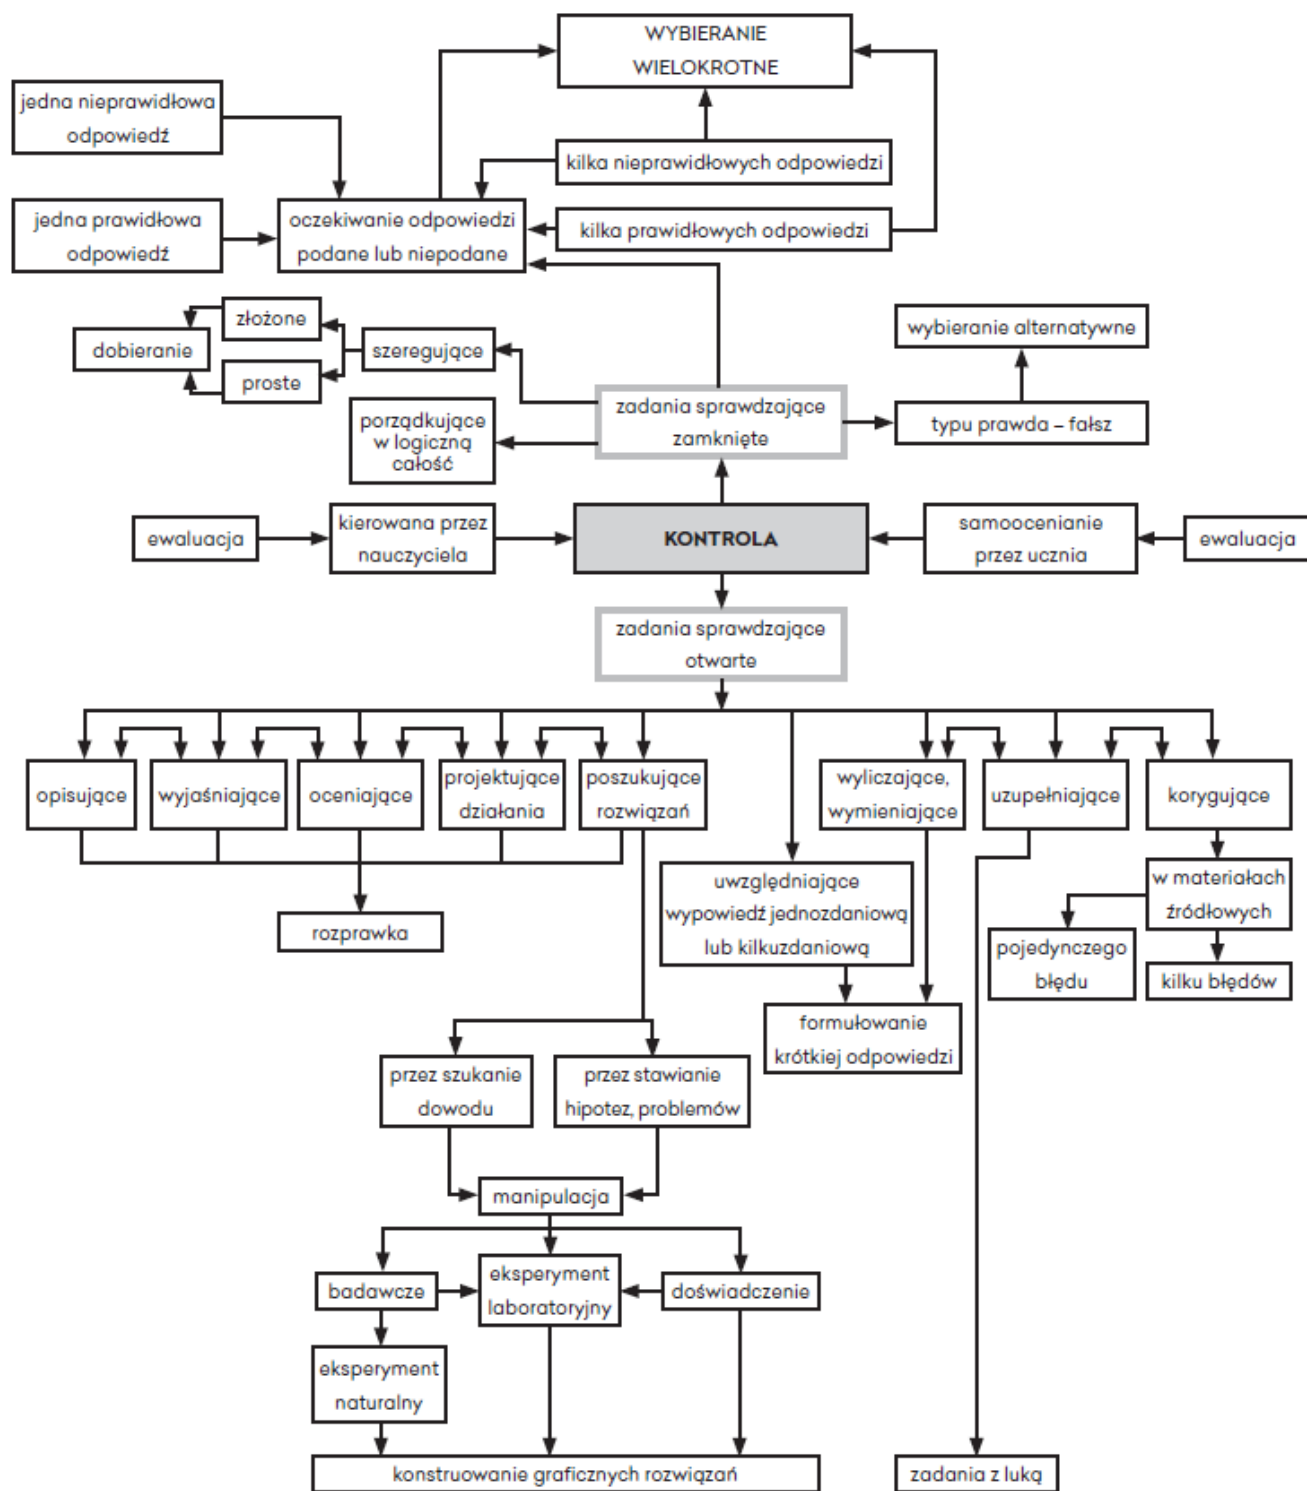 WYBIERANIE
WIELOKROTNE
jedna nieprawidłowa
odpowiedź
kilka nieprawidłowych odpowiedzi
jedna prawidłowa
odpowiedź
oczekiwanie odpowiedzi
podane lub niepodane
kilka prawidłowych odpowiedzi
złożone
dobieranie
proste
szeregujące
wybieranie alternatywne
zadania sprawdzające
zamknięte
typu prawda – fałsz
porządkujące
w logiczną
całość
ewaluacja
kierowana przez
nauczyciela
KONTROLA
samoocenianie
przez ucznia
ewaluacja
zadania sprawdzające
otwarte
opisujące
wyjaśniające
oceniające
projektujące
działania
poszukujące
rozwiązań
wyliczające,
wymieniające
uzupełniające
korygujące
rozprawka
uwzględniające
wypowiedź jednozdaniową
lub kilkuzdaniową
w materiałach
źródłowych
pojedynczego
błędu
kilku błędów
formułowanie
krótkiej odpowiedzi
przez szukanie
dowodu
przez stawianie
hipotez, problemów
manipulacja
badawcze
eksperyment
laboratoryjny
doświadczenie
eksperyment
naturalny
konstruowanie graficznych rozwiązań
zadania z luką